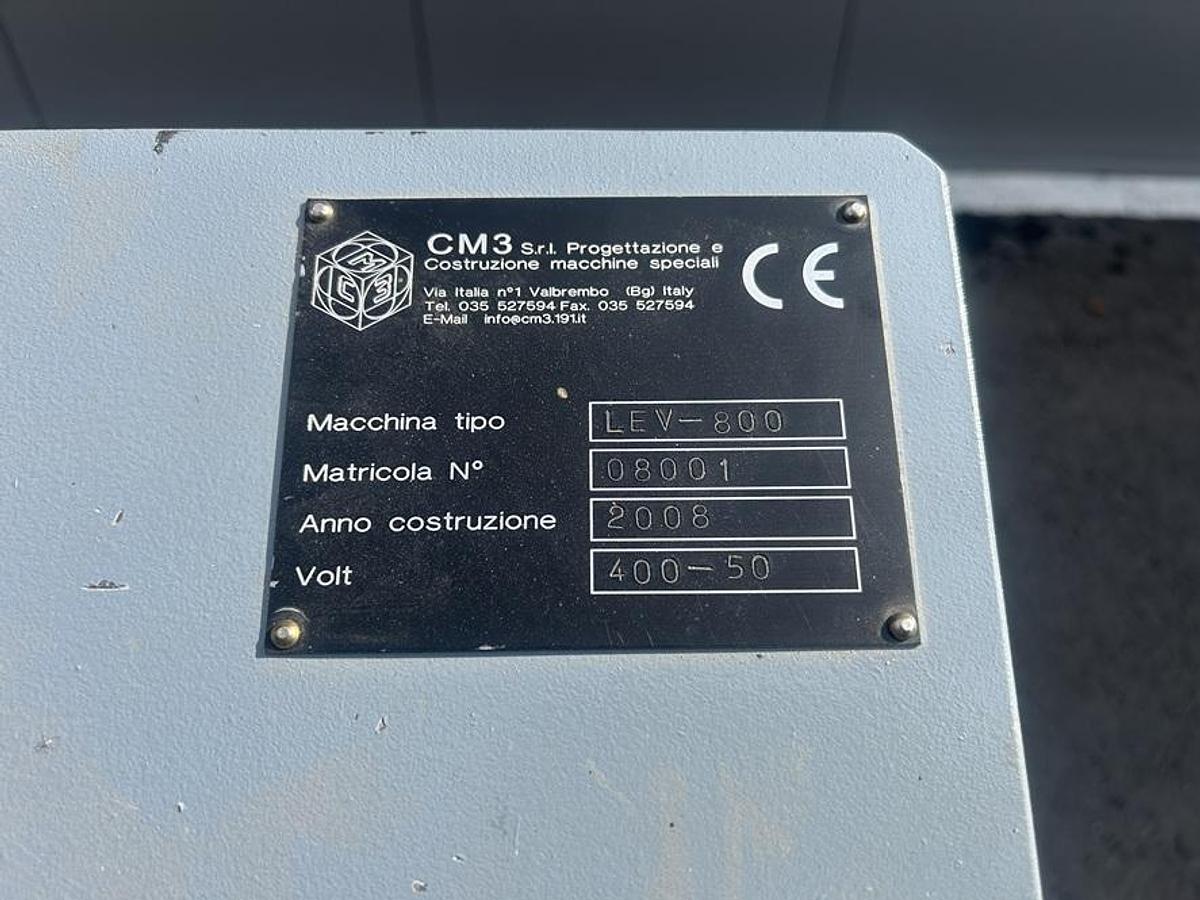 CM3 S.r.l. Progettazione e
Costruzione macchine speciali
Via Italia n°1 Valbrembo (Bg) Italy
Tel. 035 527594 Fax. 035 527594
E-Mail info@cm3.191.it
CE
CM3
Macchina tipo LEV-800
Matricola N° 08001
Anno costruzione 2008
Volt 400-50